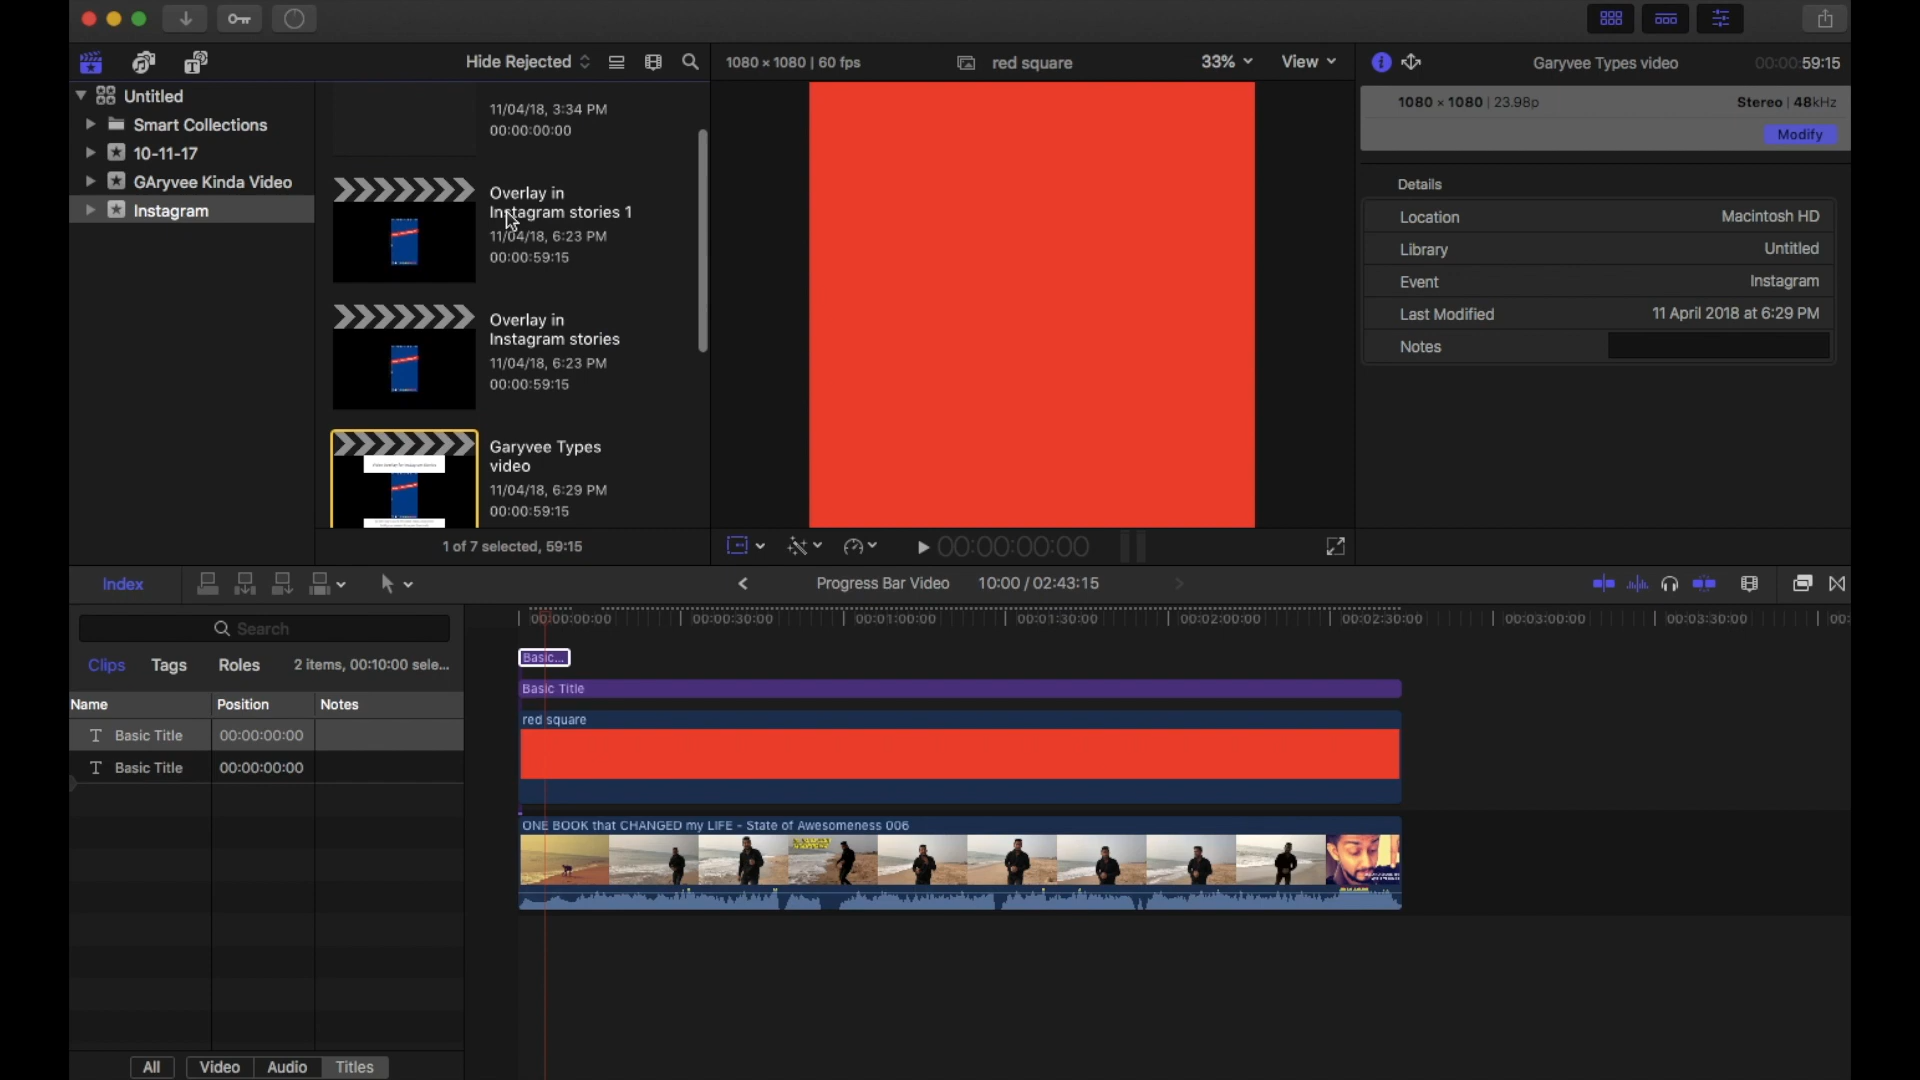 Hide Rejected
1080 × 1080 | 60 fps
red square
33%
View
Garyvee Types video
00:00:59:15
Untitled
Smart Collections
10-11-17
GAryvee Kinda Video
Instagram
11/04/18, 3:34 PM
00:00:00:00
Overlay in
Instagram stories 1
11/04/18, 6:23 PM
00:00:59:15
Overlay in
Instagram stories
11/04/18, 6:23 PM
00:00:59:15
Garyvee Types
video
11/04/18, 6:29 PM
00:00:59:15
1 of 7 selected, 59:15
1080 × 1080 | 23.98p
Stereo | 48kHz
Modify
Details
Location Macintosh HD
Library Untitled
Event Instagram
Last Modified 11 April 2018 at 6:29 PM
Notes
00:00:00:00
Index
Progress Bar Video
10:00 / 02:43:15
Search
Clips
Tags
Roles
2 items, 00:10:00 sele...
Name Position Notes
Basic Title 00:00:00:00
Basic Title 00:00:00:00
All
Video
Audio
Titles
00:00:00:00 00:00:30:00 00:01:00:00 00:01:30:00 00:02:00:00 00:02:30:00 00:03:00:00 00:03:30:00 00:
Basic...
Basic Title
red square
ONE BOOK that CHANGED my LIFE - State of Awesomeness 006